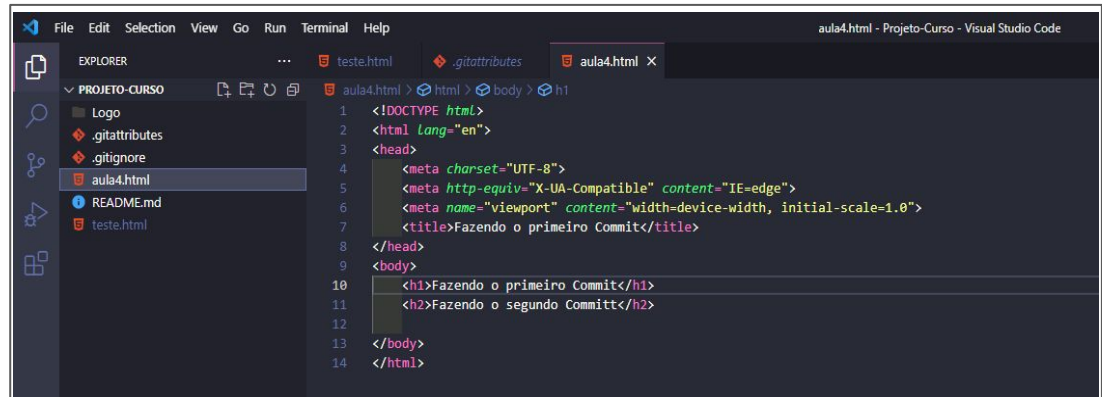 File Edit Selection View Go Run Terminal Help
aula4.html - Projeto-Curso - Visual Studio Code
EXPLORER ...
teste.html
.gitattributes
aula4.html
PROJETO-CURSO
Logo
.gitattributes
.gitignore
aula4.html
README.md
teste.html
aula4.html > html > body > h1
1 <!DOCTYPE html>
2 <html lang="en">
3 <head>
4 <meta charset="UTF-8">
5 <meta http-equiv="X-UA-Compatible" content="IE=edge">
6 <meta name="viewport" content="width=device-width, initial-scale=1.0">
7 <title>Fazendo o primeiro Commit</title>
8 </head>
9 <body>
10 <h1>Fazendo o primeiro Commit</h1>
11 <h2>Fazendo o segundo Committ</h2>
12
13 </body>
14 </html>